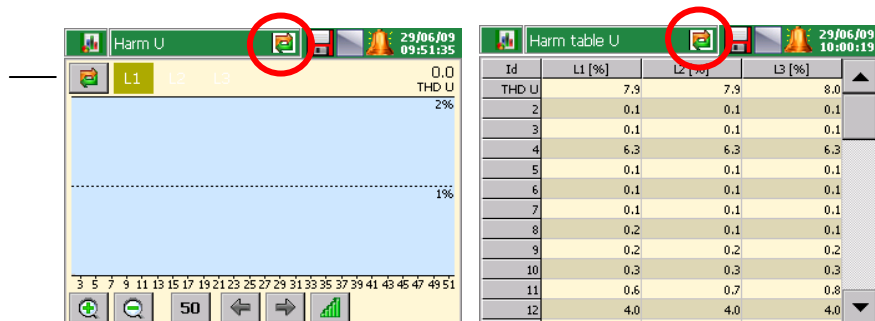 Harm U
29/06/09
09:51:35
L1 L2 L3
0.0
THD U
2%
1%
3 5 7 9 11 13 15 17 19 21 23 25 27 29 31 33 35 37 39 41 43 45 47 49 51
50
Harm table U
29/06/09
10:00:19
Id L1 [%] L2 [%] L3 [%]
THD U 7.9 7.9 8.0
2 0.1 0.1 0.1
3 0.1 0.1 0.1
4 6.3 6.3 6.3
5 0.1 0.1 0.1
6 0.1 0.1 0.1
7 0.1 0.1 0.1
8 0.2 0.1 0.1
9 0.2 0.2 0.2
10 0.3 0.3 0.3
11 0.6 0.7 0.8
12 4.0 4.0 4.0